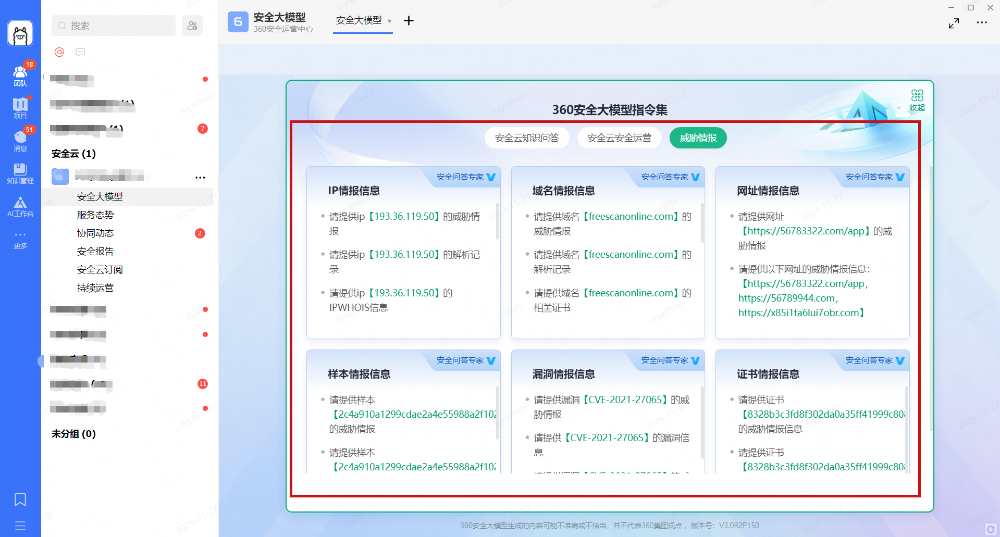 搜索
18
团队
项目
51
消息
知识管理
AI工作台
更多
7
安全云 (1)
安全大模型
服务态势
协同动态
2
安全报告
安全云订阅
持续运营
11
未分组 (0)
安全大模型
360安全运营中心
安全大模型
360安全大模型指令集
收起
安全云知识问答
安全云安全运营
威胁情报
安全问答专家
IP情报信息
请提供ip【193.36.119.50】的威胁情
报
请提供ip【193.36.119.50】的解析记
录
请提供ip【193.36.119.50】的
IPWHOIS信息
安全问答专家
域名情报信息
请提供域名【freescanonline.com】的
威胁情报
请提供域名【freescanonline.com】的
解析记录
请提供域名【freescanonline.com】的
相关证书
安全问答专家
网址情报信息
请提供网址
【https://56783322.com/app】的威
胁情报
请提供以下网址的威胁情报信息：
【https://56783322.com/app，
https://56789944.com，
https://x85i1ta6lui7obr.com】
安全问答专家
样本情报信息
请提供样本
【2c4a910a1299cdae2a4e55988a2f102
的威胁情报
请提供样本
【2c4a910a1299cdae2a4e55988a2f102
安全问答专家
漏洞情报信息
请提供漏洞【CVE-2021-27065】的威
胁情报
请提供【CVE-2021-27065】的漏洞信
息
安全问答专家
证书情报信息
请提供证书
【8328b3c3fd8f302da0a35ff41999c80
的威胁情报信息
请提供证书
【8328b3c3fd8f302da0a35ff41999c80
360安全大模型生成的内容可能不准确或不恰当，并不代表360集团观点 ，版本号：V3.0R2P150
lvyazhou
2024-11-27
吕亚洲